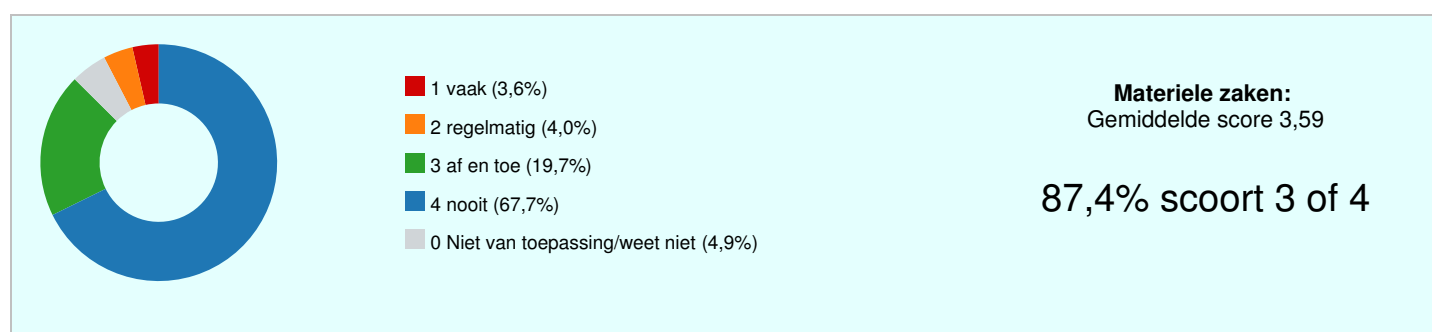 1 vaak (3,6%)
2 regelmatig (4,0%)
3 af en toe (19,7%)
4 nooit (67,7%)
0 Niet van toepassing/weet niet (4,9%)
Materiele zaken:
Gemiddelde score 3,59
87,4% scoort 3 of 4